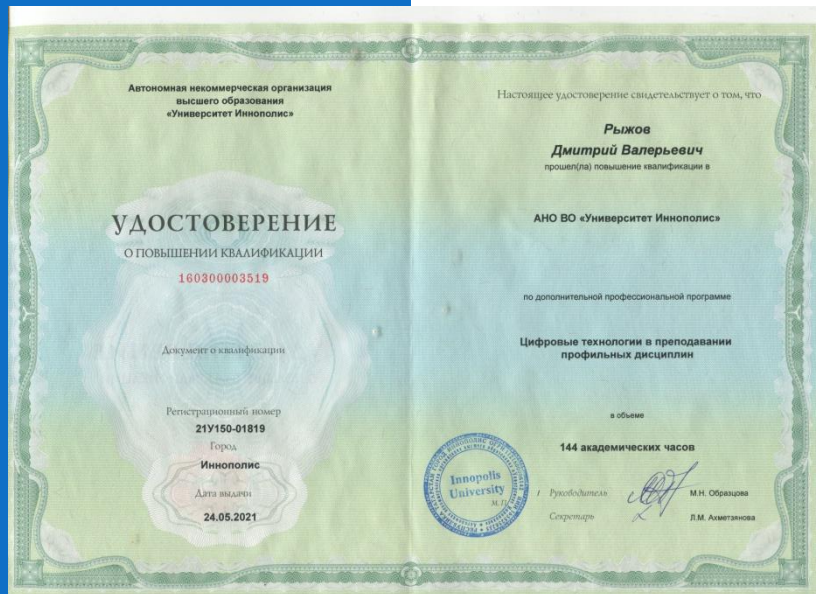 Автономная некоммерческая организация
высшего образования
«Университет Иннополис»
УДОСТОВЕРЕНИЕ
О ПОВЫШЕНИИ КВАЛИФИКАЦИИ
160300003519
Документ о квалификации
Регистрационный номер
21У150-01819
Город
Иннополис
Дата выдачи
24.05.2021
Настоящее удостоверение свидетельствует о том, что
Рыжов
Дмитрий Валерьевич
прошел(ла) повышение квалификации в
АНО ВО «Университет Иннополис»
по дополнительной профессиональной программе
Цифровые технологии в преподавании
профильных дисциплин
в объеме
144 академических часов
Innopolis
University
М.П.
Руководитель
М.Н. Образцова
Секретарь
Л.М. Ахметзянова